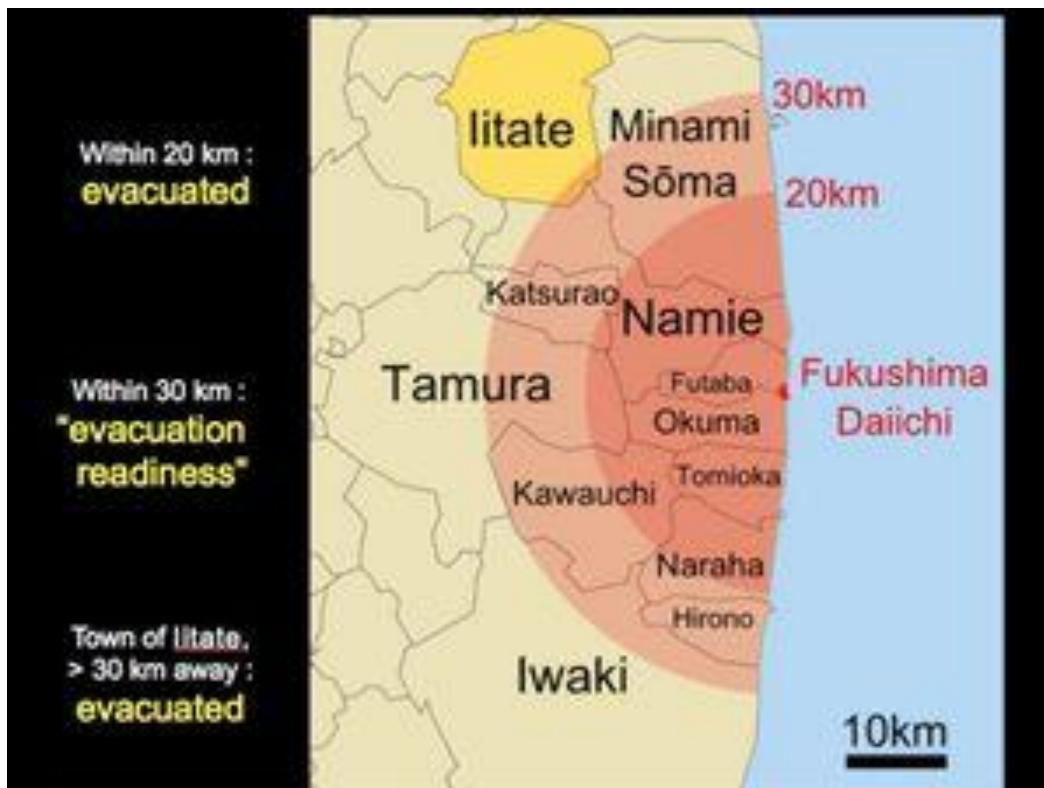 Within 20 km :
evacuated
Within 30 km :
"evacuation
readiness"
Town of Iitate,
> 30 km away :
evacuated
Iitate
Minami
Sōma
30km
20km
Katsurao
Namie
Tamura
Futaba
Okuma
Fukushima
Daiichi
Tomioka
Kawauchi
Naraha
Hirono
Iwaki
10km